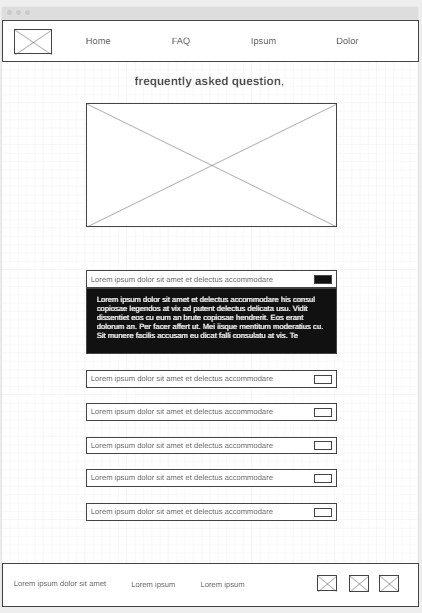 Home FAQ Ipsum Dolor
frequently asked question,
Lorem ipsum dolor sit amet et delectus accommodare
Lorem ipsum dolor sit amet et delectus accommodare his consul
copiosae legendos at vix ad putent delectus delicata usu. Vidit
dissentiet eos cu eum an brute copiosae hendrerit. Eos erant
dolorum an. Per facer affert ut. Mei iisque mentitum moderatius cu.
Sit munere facilis accusam eu dicat falli consulatu at vis. Te
Lorem ipsum dolor sit amet et delectus accommodare
Lorem ipsum dolor sit amet et delectus accommodare
Lorem ipsum dolor sit amet et delectus accommodare
Lorem ipsum dolor sit amet et delectus accommodare
Lorem ipsum dolor sit amet et delectus accommodare
Lorem ipsum dolor sit amet Lorem ipsum Lorem ipsum